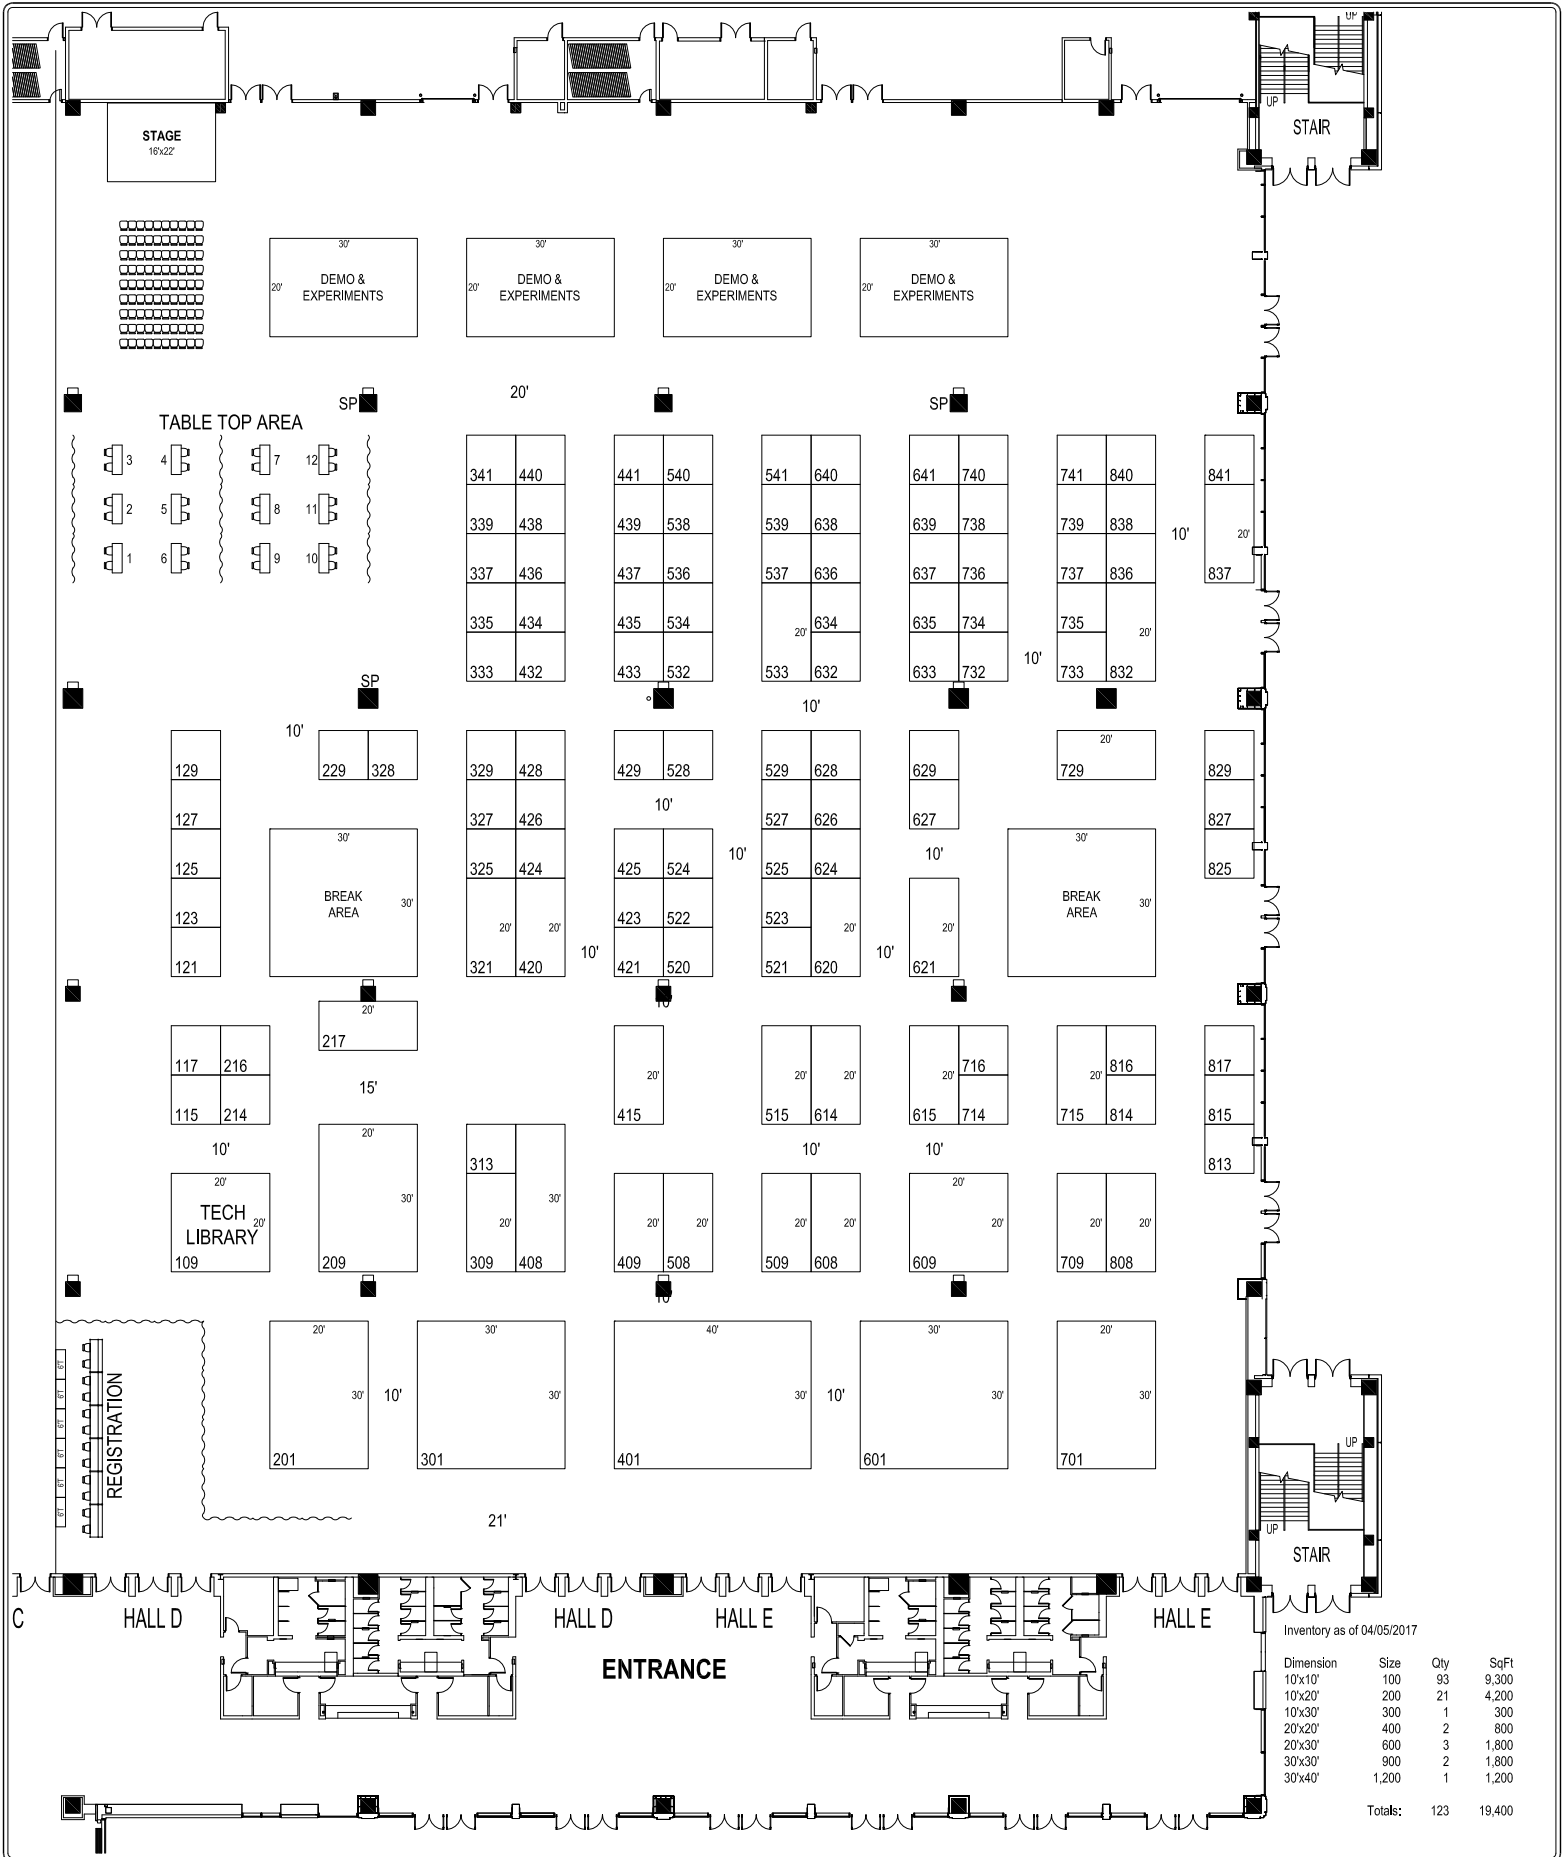 UP
UP
STAIR
STAGE
16'x22'
30'
30'
30'
30'
20'
DEMO &
EXPERIMENTS
20'
DEMO &
EXPERIMENTS
20'
DEMO &
EXPERIMENTS
20'
DEMO &
EXPERIMENTS
20'
SP
SP
TABLE TOP AREA
3 4 7 12
2 5 8 11
1 6 9 10
341 440 441 540 541 640 641 740 741 840 841
339 438 439 538 539 638 639 738 739 838 10' 20'
337 436 437 536 537 636 637 736 737 836 837
335 434 435 534 20' 634 635 734 735 20'
333 432 433 532 533 632 633 732 10' 733 832
SP
10'
10'
20'
129 229 328 329 428 429 528 529 628 629 729 829
127 327 426 10' 527 626 627 827
30' 30'
125 325 424 425 524 10' 525 624 10' 825
BREAK
AREA
30'
BREAK
AREA
30'
123 20' 20' 423 522 523 20' 20'
121 321 420 10' 421 520 521 620 10' 621
10'
20'
217
117 216 716 816 817
15' 20' 20' 20' 20' 20'
115 214 415 515 614 615 714 715 814 815
10' 20' 10' 10'
313 813
20' 20'
TECH
LIBRARY
20'
30' 20' 30' 20' 20' 20' 20' 20' 20'
109 209 309 408 409 508 509 608 609 709 808
10'
20' 30' 40' 30' 20'
30' 10' 30' 30' 10' 30' 30'
201 301 401 601 701
REGISTRATION
6'T
6'T
6'T
6'T
6'T
6'T
21'
UP
UP
STAIR
C HALL D HALL D HALL E HALL E
ENTRANCE
Inventory as of 04/05/2017
Dimension Size Qty SqFt
10'x10' 100 93 9,300
10'x20' 200 21 4,200
10'x30' 300 1 300
20'x20' 400 2 800
20'x30' 600 3 1,800
30'x30' 900 2 1,800
30'x40' 1,200 1 1,200
Totals: 123 19,400